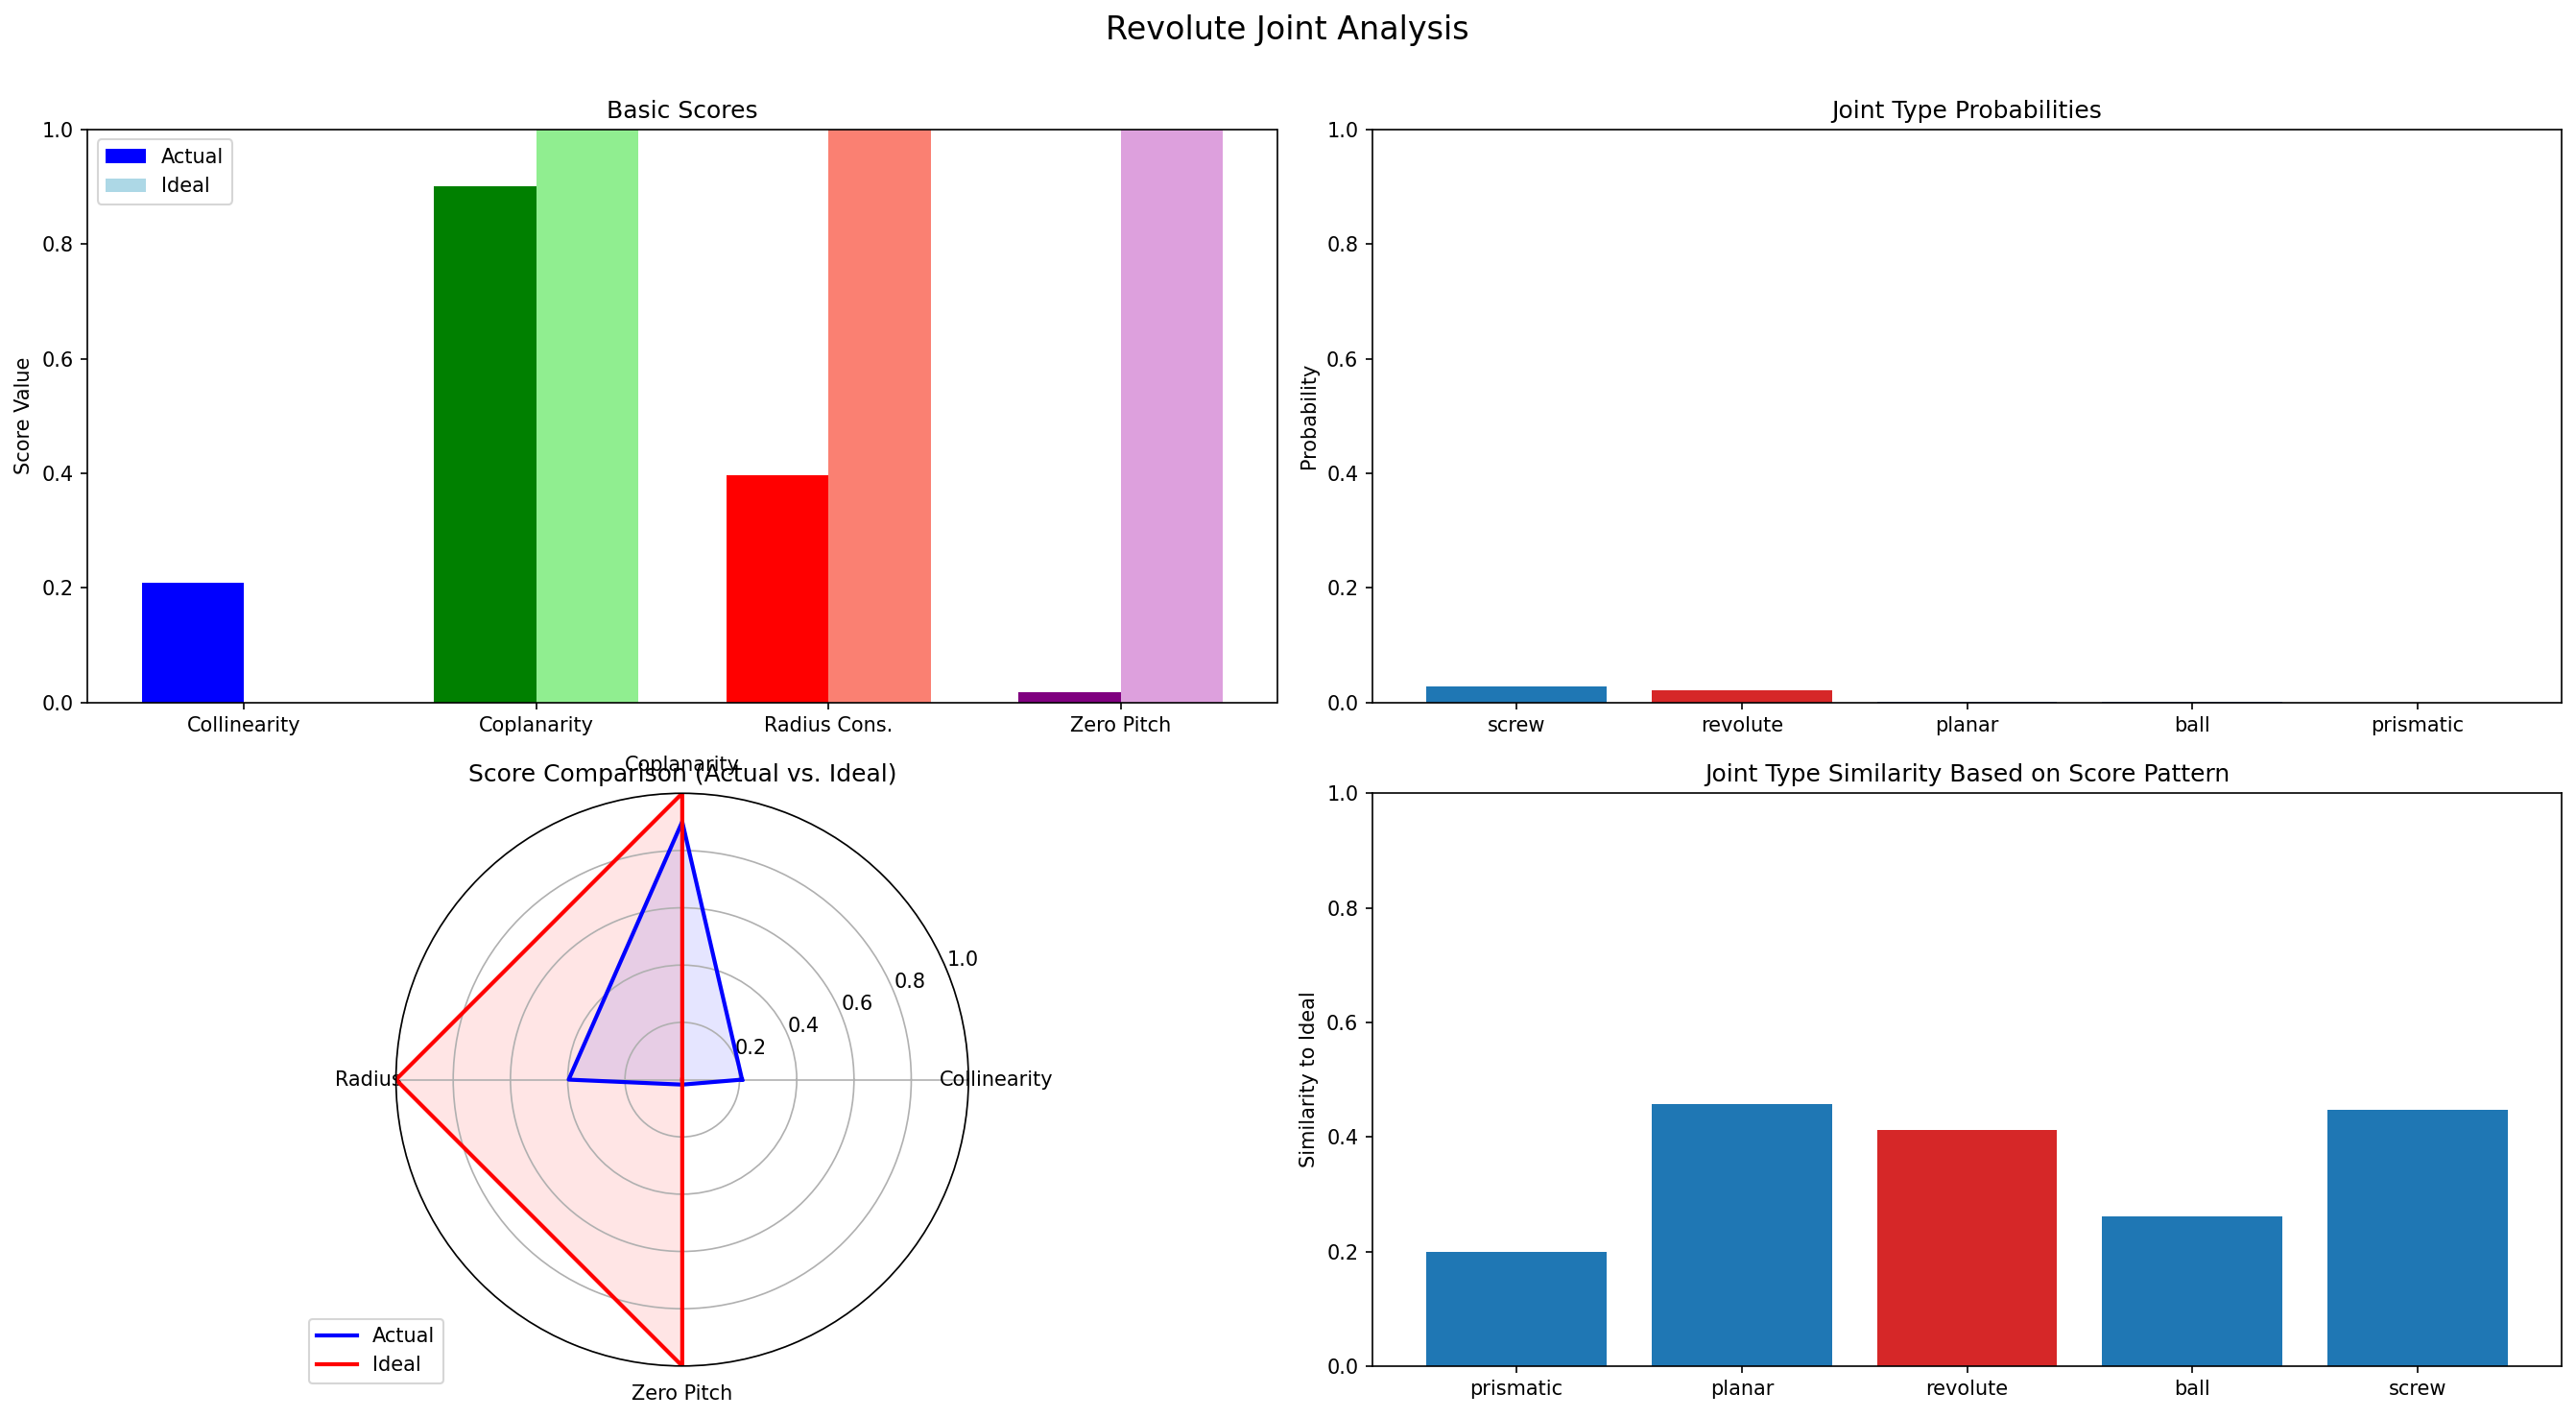 Revolute Joint Analysis
Basic Scores
Score Value
1.0
0.8
0.6
0.4
0.2
0.0
Actual
Ideal
Collinearity
Coplanarity
Radius Cons.
Zero Pitch
Joint Type Probabilities
Probability
1.0
0.8
0.6
0.4
0.2
0.0
screw
revolute
planar
ball
prismatic
Score Comparison (Actual vs. Ideal)
Coplanarity
Radius
Collinearity
Zero Pitch
1.0
0.8
0.6
0.4
0.2
Actual
Ideal
Joint Type Similarity Based on Score Pattern
Similarity to Ideal
1.0
0.8
0.6
0.4
0.2
0.0
prismatic
planar
revolute
ball
screw